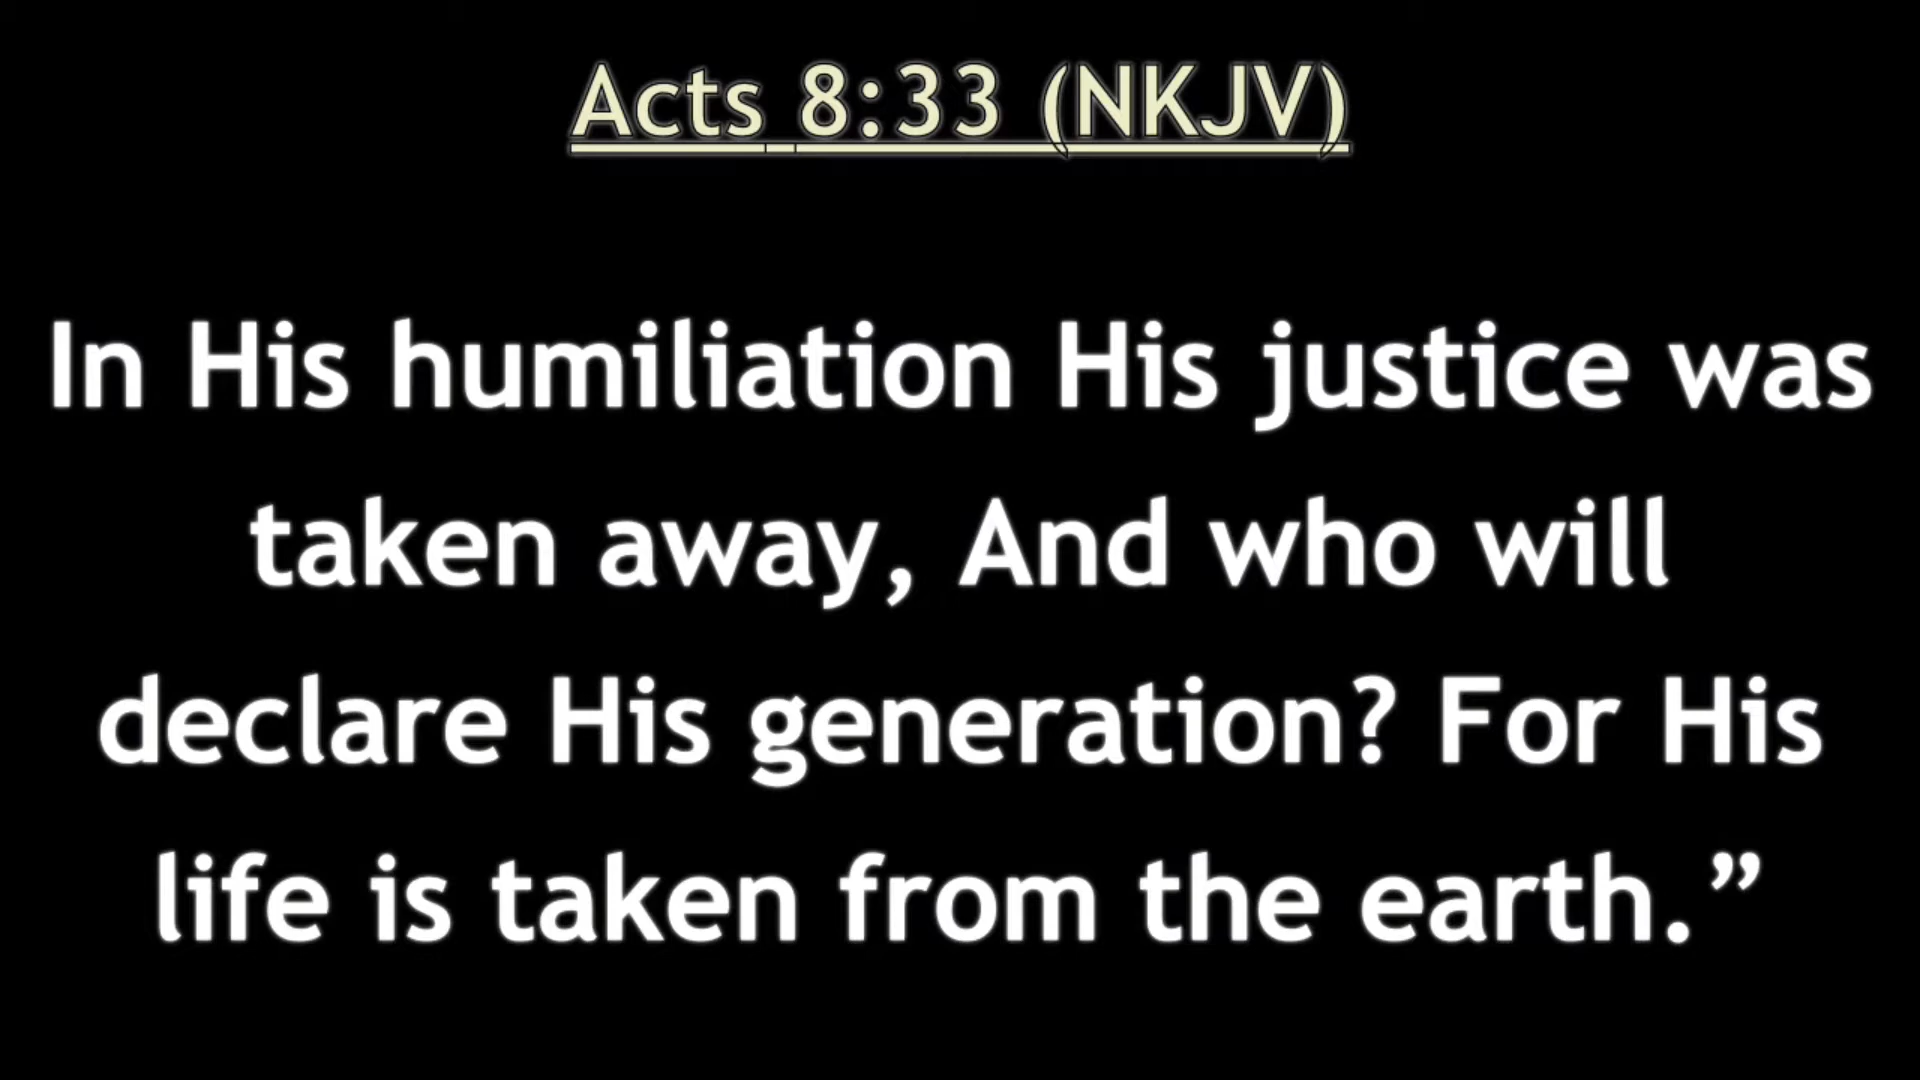 Acts 8:33 (NKJV)
In His humiliation His justice was
taken away, And who will
declare His generation? For His
life is taken from the earth.”